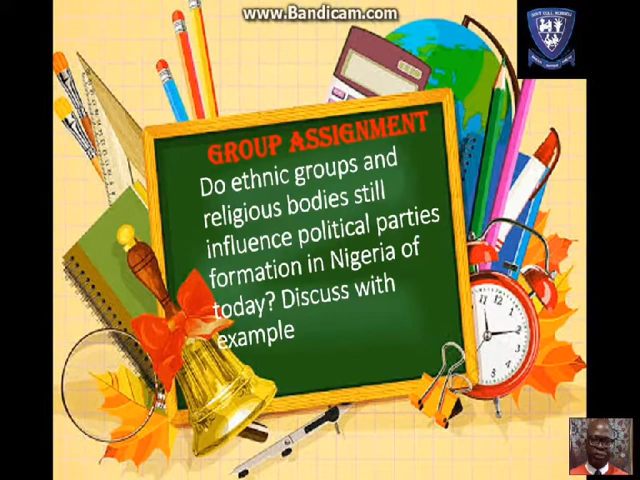 www.Bandicam.com
GROUP ASSIGNMENT
Do ethnic groups and
religious bodies still
influence political parties
formation in Nigeria of
today? Discuss with
example